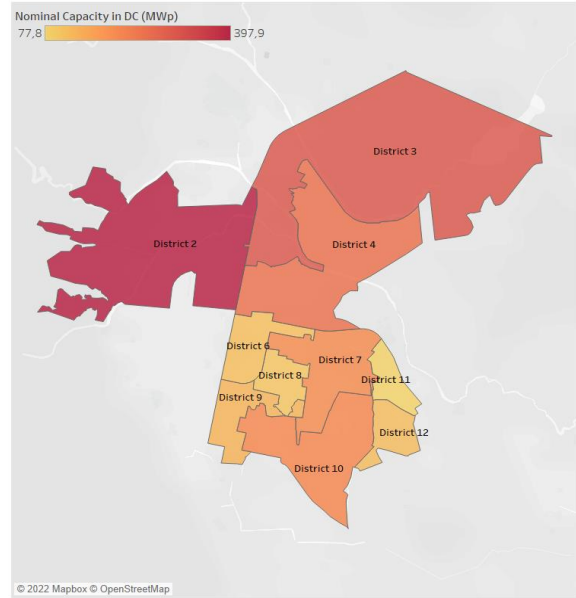 Nominal Capacity in DC (MWp)
77,8 397,9
District 3
District 2
District 4
District 6
District 7
District 8
District 11
District 9
District 12
District 10
© 2022 Mapbox © OpenStreetMap